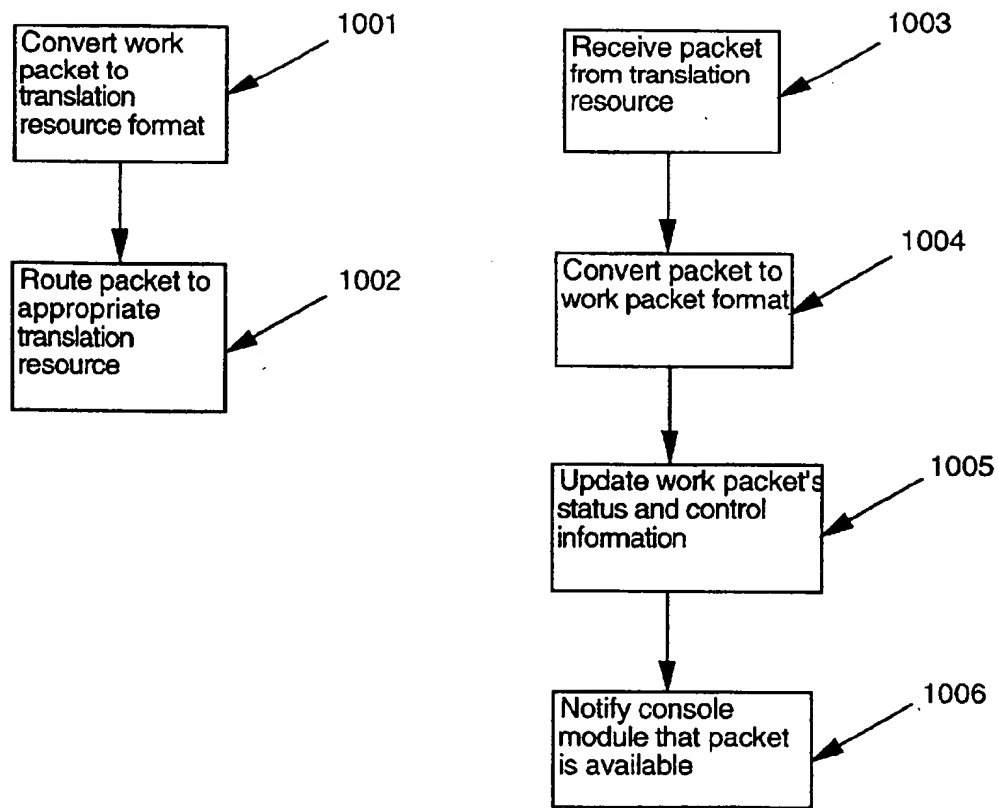 Convert work
packet to
translation
resource format
1001
Route packet to
appropriate
translation
resource
1002
Receive packet
from translation
resource
1003
Convert packet to
work packet format
1004
Update work packet's
status and control
information
1005
Notify console
module that packet
is available
1006